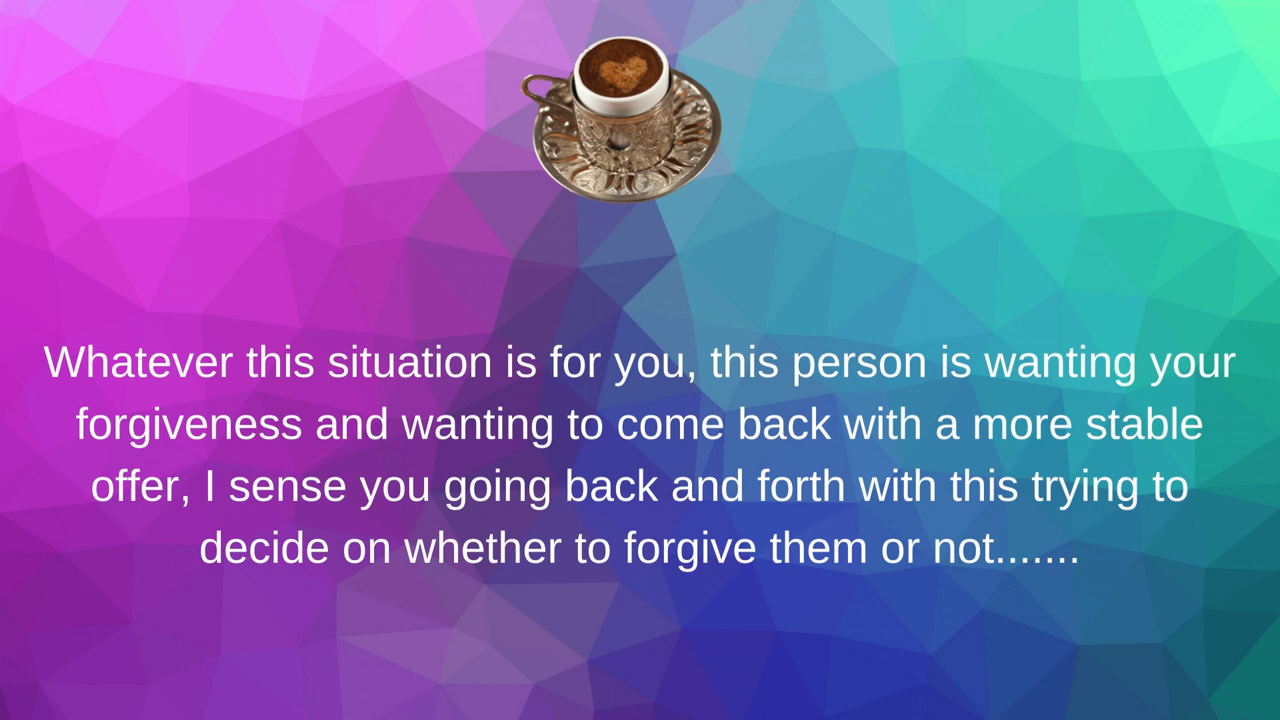 Whatever this situation is for you, this person is wanting your
forgiveness and wanting to come back with a more stable
offer, I sense you going back and forth with this trying to
decide on whether to forgive them or not.......